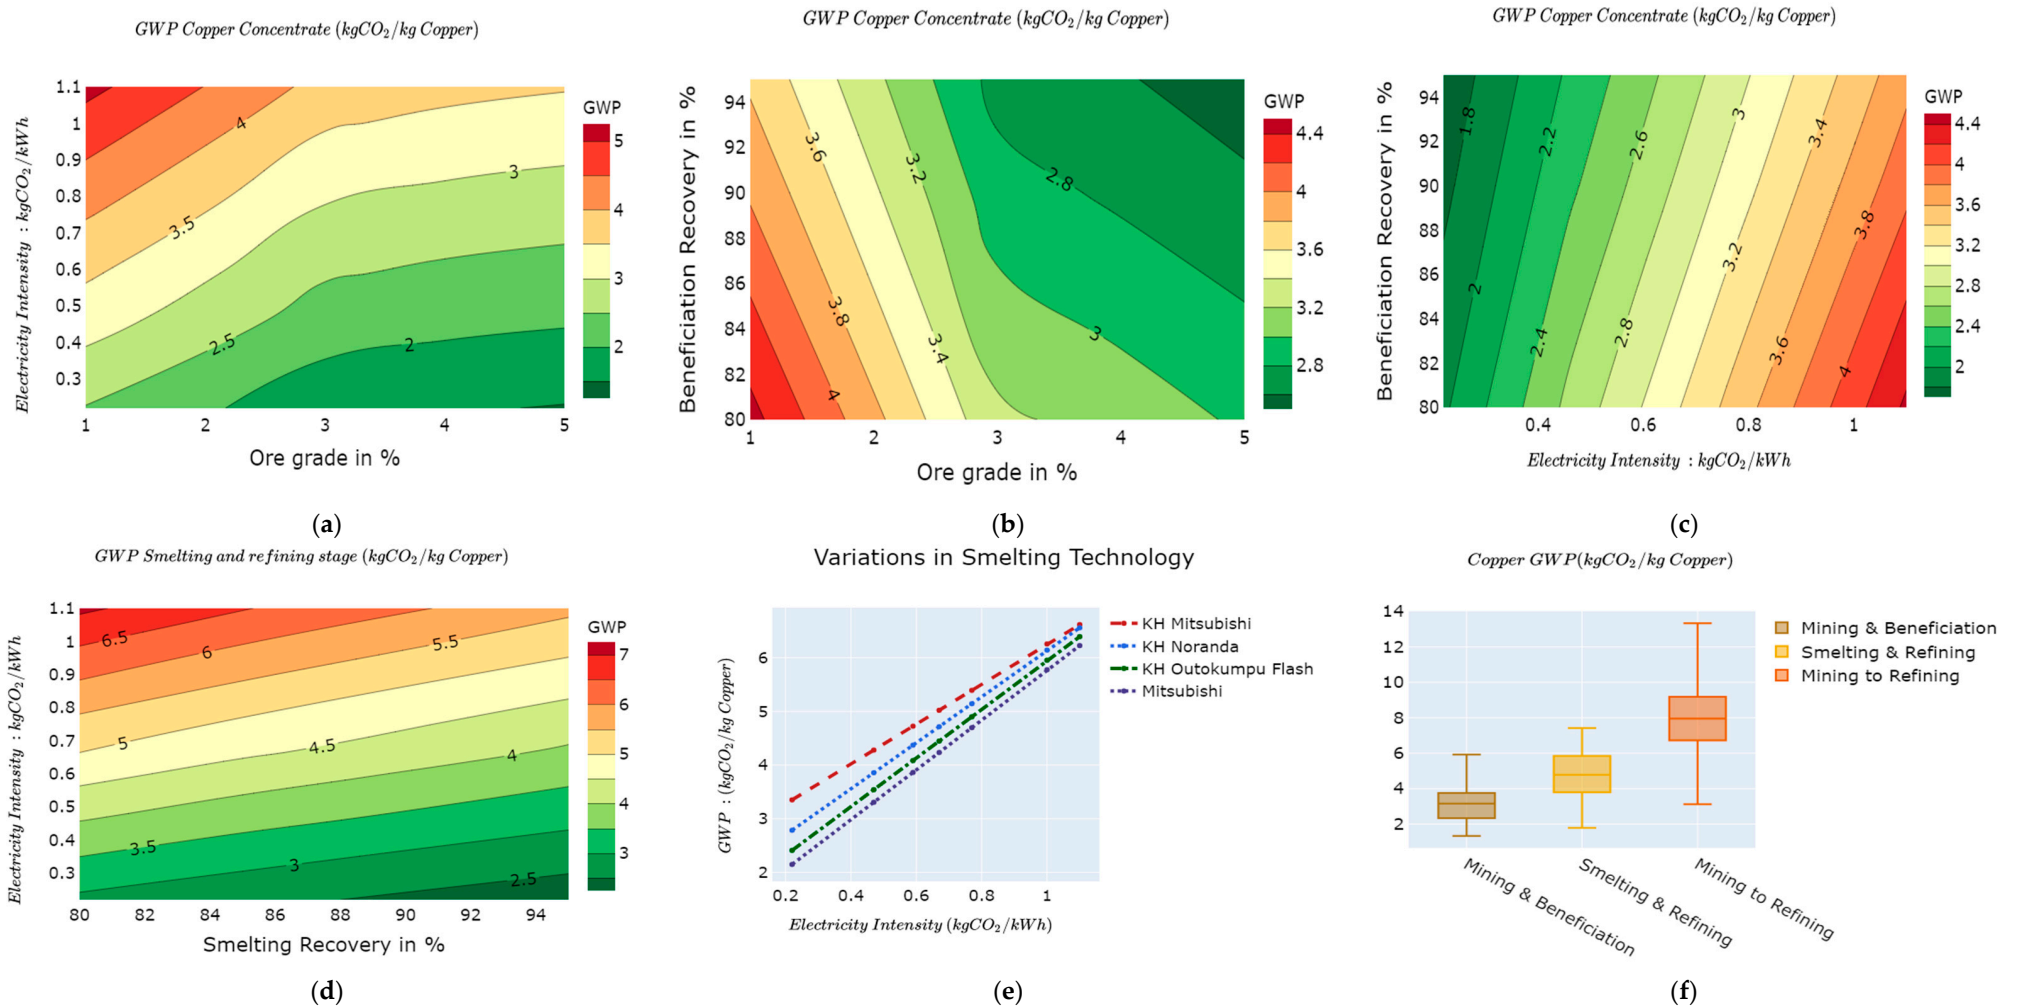 GWP Copper Concentrate (kgCO₂/kg Copper)
Electricity Intensity : kgCO₂/kWh
1.1
1
0.9
0.8
0.7
0.6
0.5
0.4
0.3
4
3.5
3
2.5
2
1 2 3 4 5
Ore grade in %
GWP
5
4
3
2
(a)
GWP Copper Concentrate (kgCO₂/kg Copper)
Beneficiation Recovery in %
94
92
90
88
86
84
82
80
3.6
3.2
2.8
3.8
3.4
3
4
1 2 3 4 5
Ore grade in %
GWP
4.4
4
3.6
3.2
2.8
(b)
GWP Copper Concentrate (kgCO₂/kg Copper)
Beneficiation Recovery in %
94
92
90
88
86
84
82
80
1.8
2.2
2.6
3
3.4
3.8
3.2
2
2.4
2.8
3.6
4
0.4 0.6 0.8 1
Electricity Intensity : kgCO₂/kWh
GWP
4.4
4
3.6
3.2
2.8
2.4
2
(c)
GWP Smelting and refining stage (kgCO₂/kg Copper)
Electricity Intensity : kgCO₂/kWh
1.1
1
0.9
0.8
0.7
0.6
0.5
0.4
0.3
6.5
6
5.5
5
4.5
4
3.5
3
2.5
80 82 84 86 88 90 92 94
Smelting Recovery in %
GWP
7
6
5
4
3
(d)
Variations in Smelting Technology
GWP : (kgCO₂/kg Copper)
6
5
4
3
2
0.2 0.4 0.6 0.8 1
Electricity Intensity (kgCO₂/kWh)
KH Mitsubishi
KH Noranda
KH Outokumpu Flash
Mitsubishi
(e)
Copper GWP(kgCO₂/kg Copper)
14
12
10
8
6
4
2
Mining & Beneficiation
Smelting & Refining
Mining to Refining
Mining & Beneficiation
Smelting & Refining
Mining to Refining
(f)